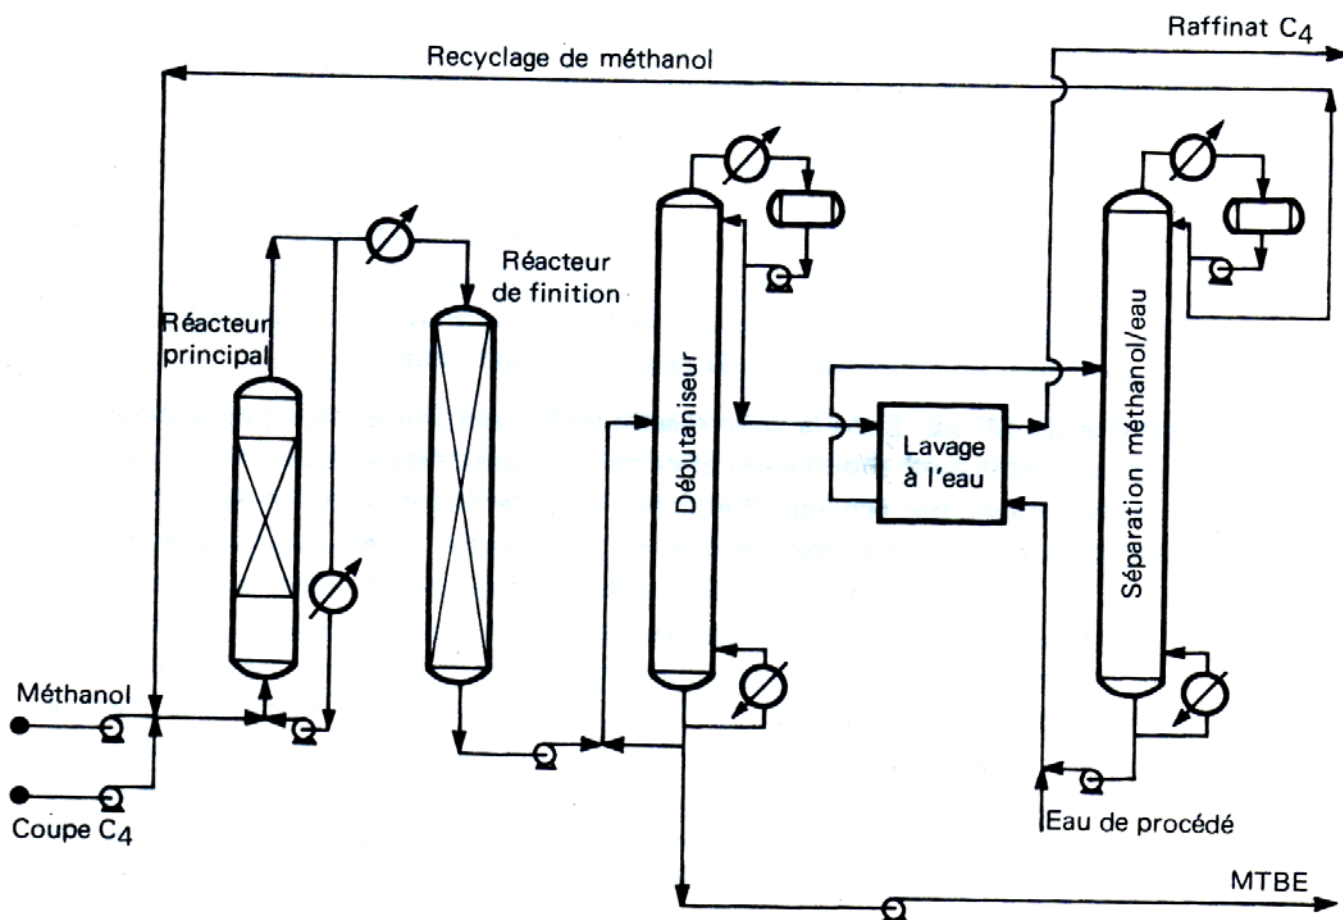 Raffinat C4
Recyclage de méthanol
Réacteur
de finition
Réacteur
principal
Débutaniseur
Lavage
à l'eau
Séparation méthanol/eau
Méthanol
Coupe C4
Eau de procédé
MTBE